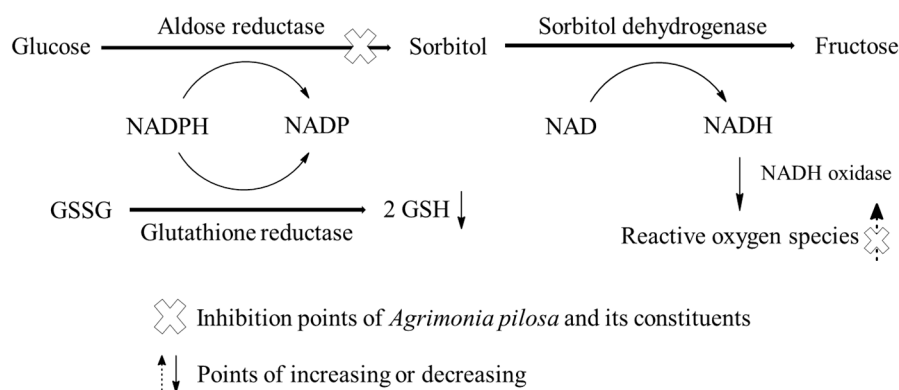 Aldose reductase
Sorbitol dehydrogenase
Glucose
Sorbitol
Fructose
NADPH
NADP
NAD
NADH
NADH oxidase
GSSG
2 GSH
Glutathione reductase
Reactive oxygen species
Inhibition points of Agrimonia pilosa and its constituents
Points of increasing or decreasing